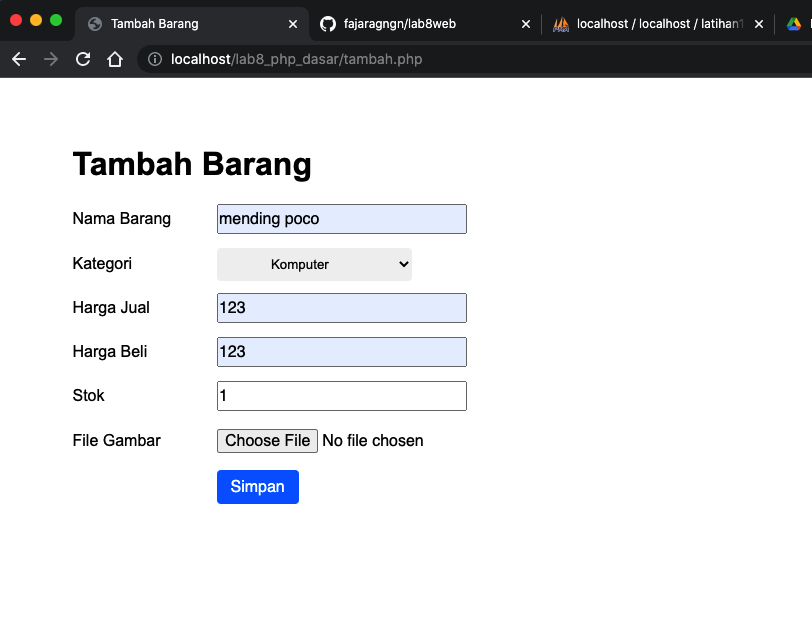 Tambah Barang
fajaragngn/lab8web
localhost / localhost / latihan1
localhost/lab8_php_dasar/tambah.php
Tambah Barang
Nama Barang mending poco
Kategori Komputer
Harga Jual 123
Harga Beli 123
Stok 1
File Gambar Choose File No file chosen
Simpan